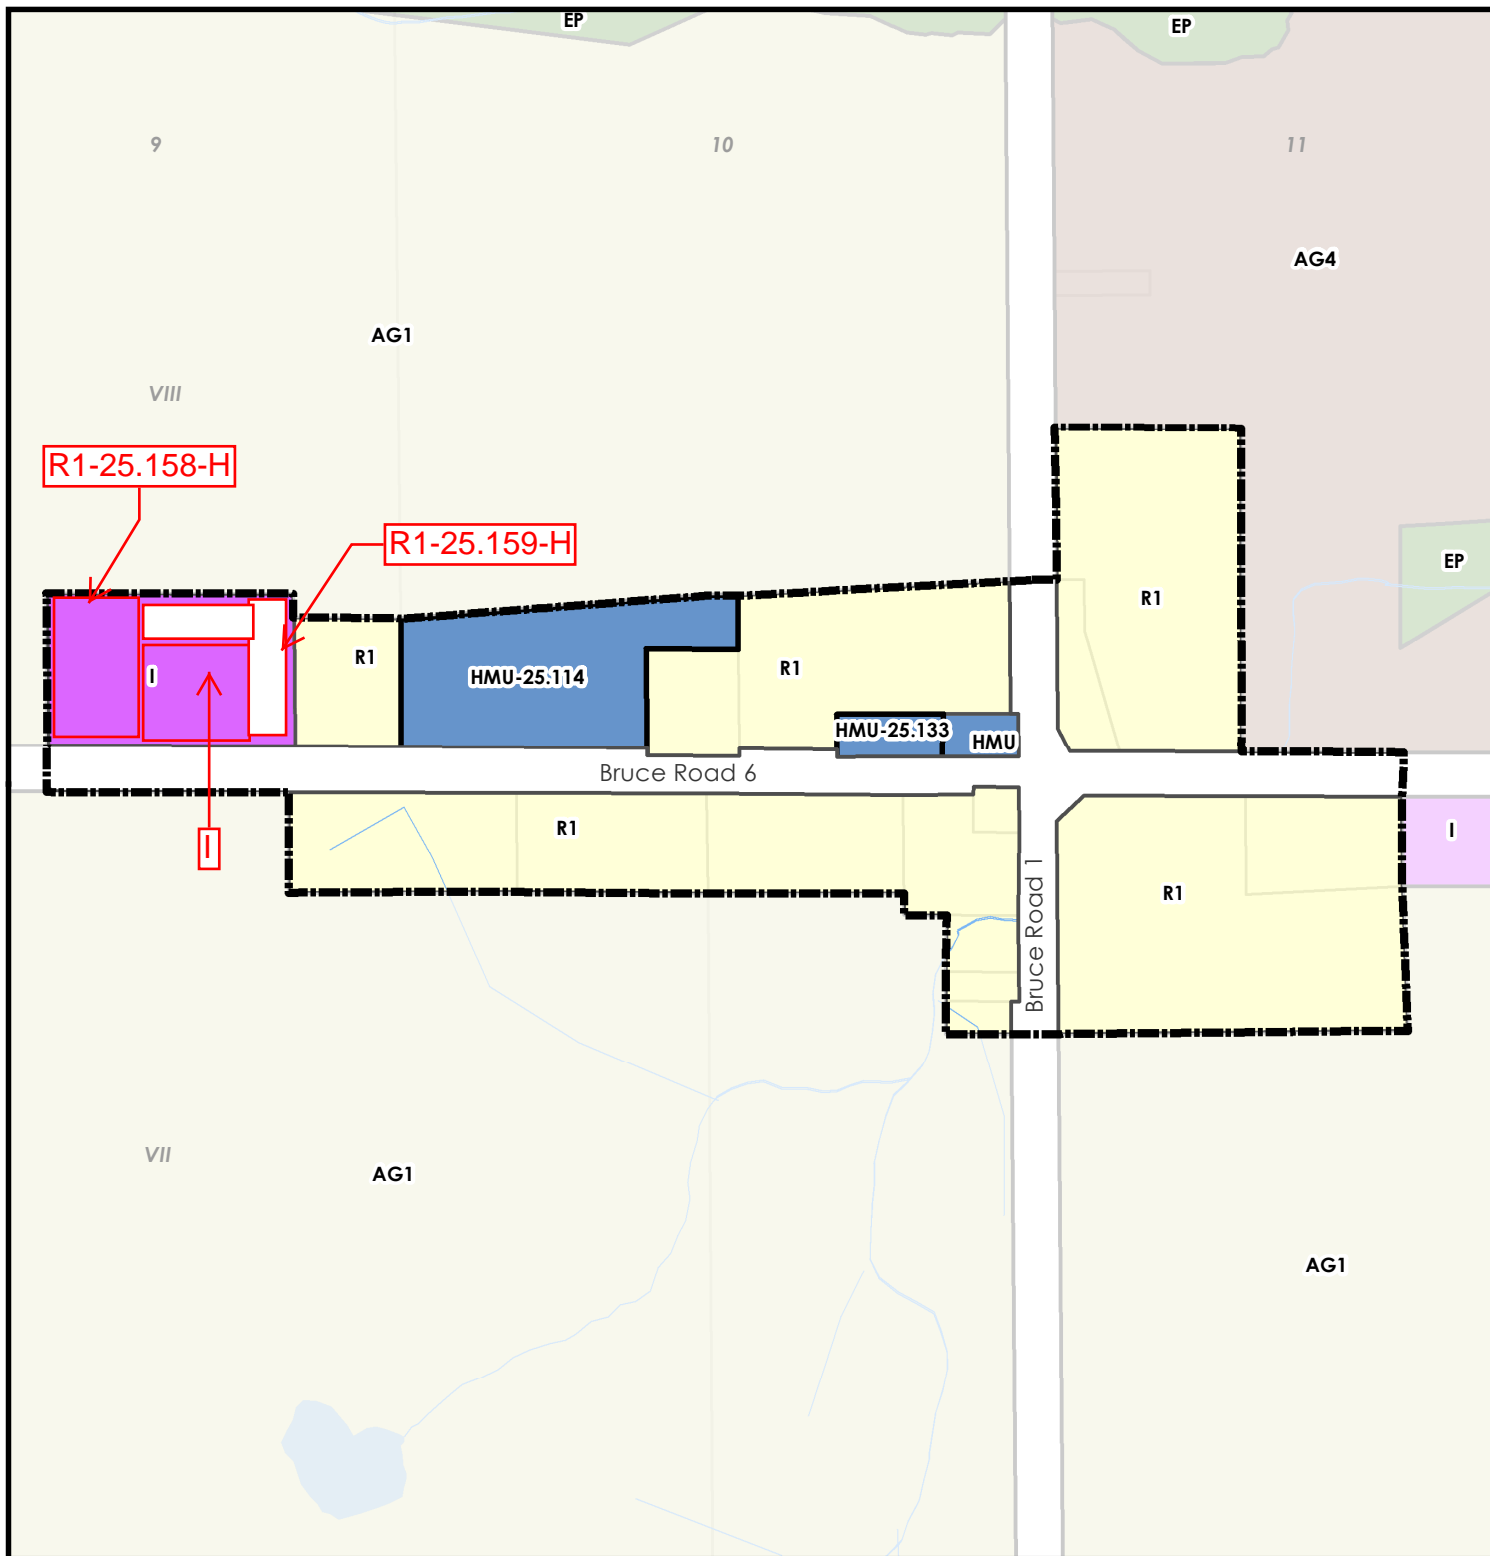 EP
EP
9
10
11
AG4
AG1
VIII
R1-25.158-H
R1-25.159-H
EP
R1
R1
R1
I
HMU-25.114
HMU-25.133
HMU
Bruce Road 6
R1
I
I
Bruce Road 1
R1
VII
AG1
AG1